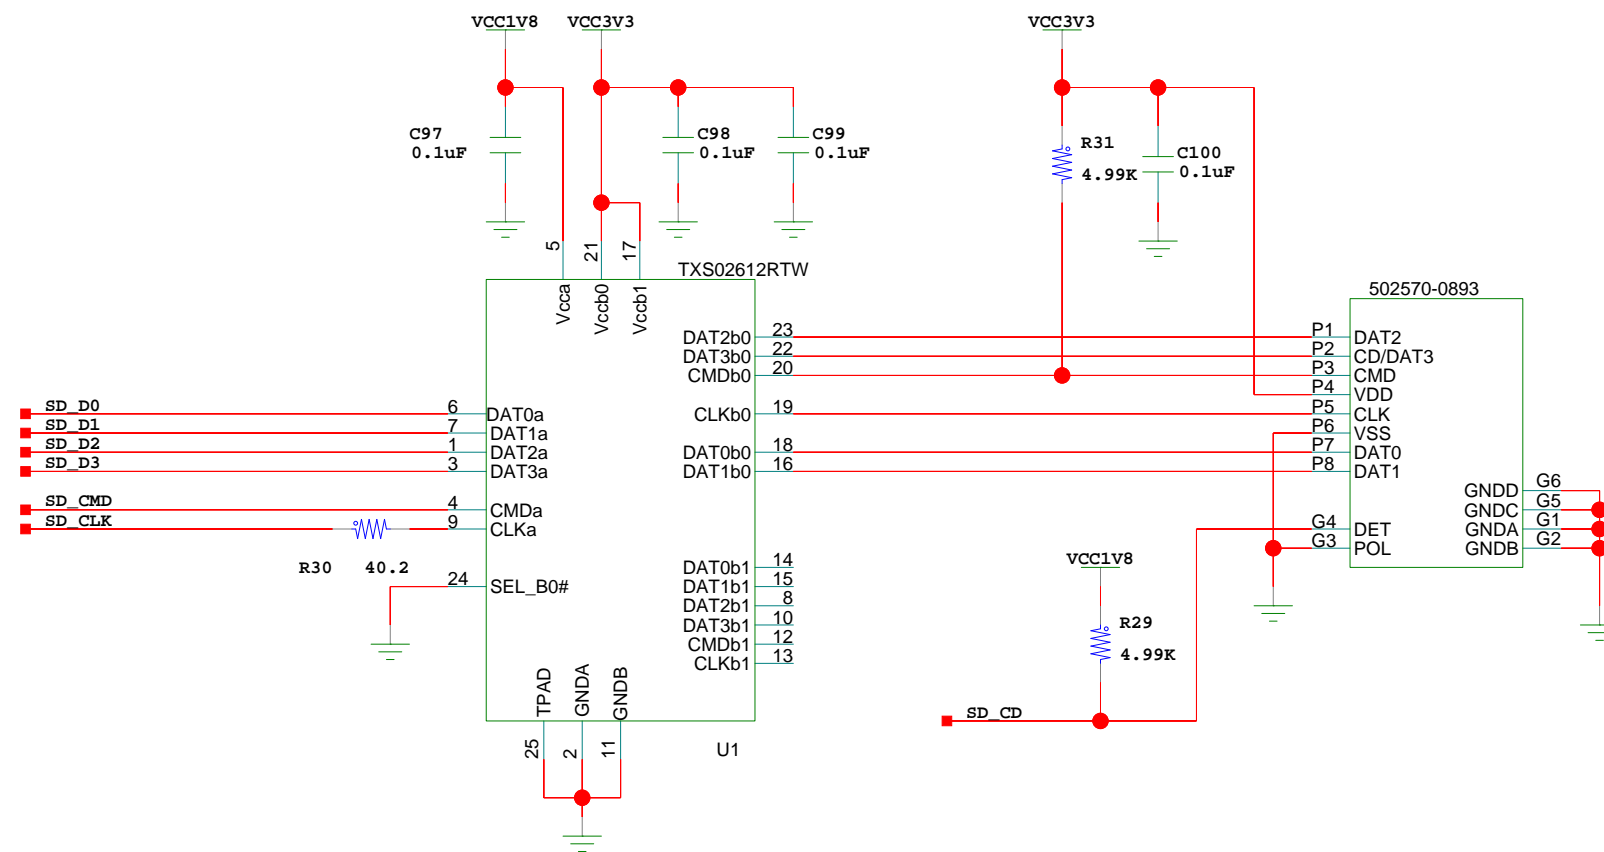 VCC1V8 VCC3V3 VCC3V3
C97 0.1uF
C98 0.1uF
C99 0.1uF
R31 4.99K
C100 0.1uF
5 21 17
TXS02612RTW
502570-0893
Vcca Vccb0 Vccb1
DAT2b0 23 P1 DAT2
DAT3b0 22 P2 CD/DAT3
CMDb0 20 P3 CMD
P4 VDD
SD_D0 6 DAT0a CLKb0 19 P5 CLK
SD_D1 7 DAT1a P6 VSS
SD_D2 1 DAT2a DAT0b0 18 P7 DAT0
SD_D3 3 DAT3a DAT1b0 16 P8 DAT1
GNDD G6
SD_CMD 4 CMDa GNDC G5
SD_CLK 9 CLKa G4 DET GNDA G1
G3 POL GNDB G2
R30 40.2
VCC1V8
DAT0b1 14
24 SEL_B0# DAT1b1 15
DAT2b1 8
DAT3b1 10
CMDb1 12
CLKb1 13
R29
4.99K
TPAD GNDA GNDB
SD_CD
25 2 11
U1